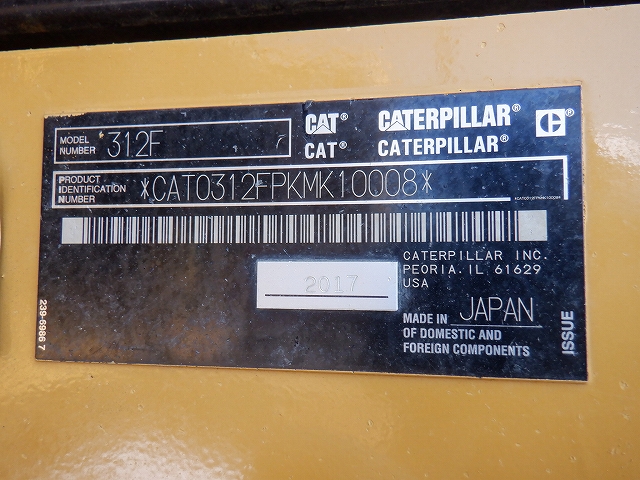 MODEL NUMBER 312F 7
CAT® CATERPILLAR® C
CAT® CATERPILLAR®
PRODUCT IDENTIFICATION NUMBER *CAT0312FPKMK10008*
CATERPILLAR INC.
PEORIA. IL 61629
USA
2017
MADE IN JAPAN
OF DOMESTIC AND
FOREIGN COMPONENTS
ISSUE
239-6986 7